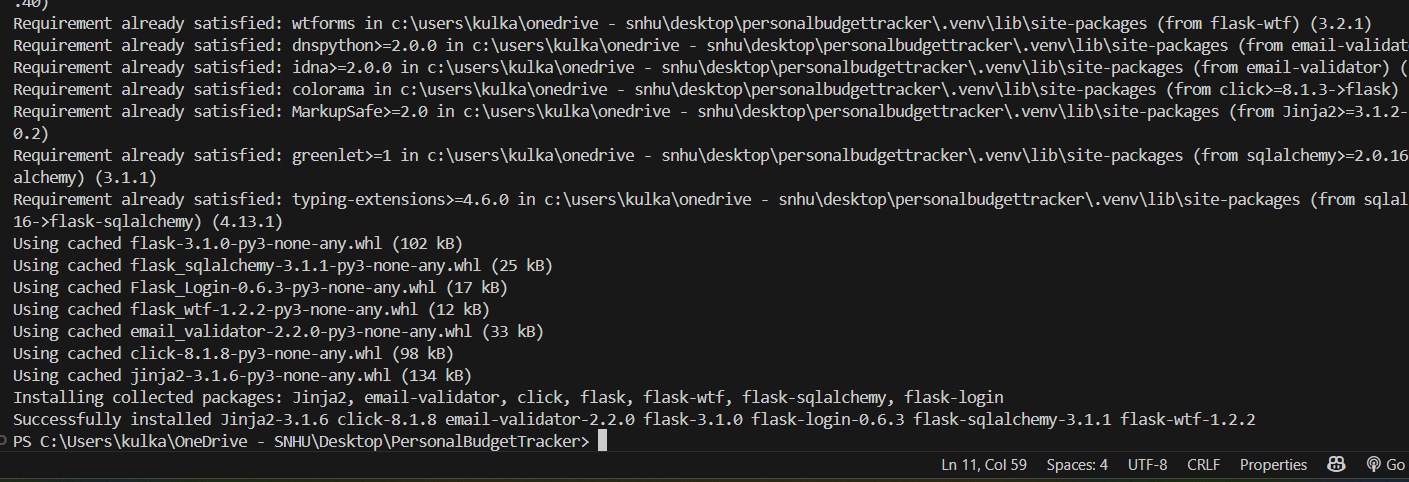 .40)
Requirement already satisfied: wtforms in c:\users\kulka\onedrive - snhu\desktop\personalbudgettracker\.venv\lib\site-packages (from flask-wtf) (3.2.1)
Requirement already satisfied: dnspython>=2.0.0 in c:\users\kulka\onedrive - snhu\desktop\personalbudgettracker\.venv\lib\site-packages (from email-validat
Requirement already satisfied: idna>=2.0.0 in c:\users\kulka\onedrive - snhu\desktop\personalbudgettracker\.venv\lib\site-packages (from email-validator) (
Requirement already satisfied: colorama in c:\users\kulka\onedrive - snhu\desktop\personalbudgettracker\.venv\lib\site-packages (from click>=8.1.3->flask)
Requirement already satisfied: MarkupSafe>=2.0 in c:\users\kulka\onedrive - snhu\desktop\personalbudgettracker\.venv\lib\site-packages (from Jinja2>=3.1.2-
0.2)
Requirement already satisfied: greenlet>=1 in c:\users\kulka\onedrive - snhu\desktop\personalbudgettracker\.venv\lib\site-packages (from sqlalchemy>=2.0.16
alchemy) (3.1.1)
Requirement already satisfied: typing-extensions>=4.6.0 in c:\users\kulka\onedrive - snhu\desktop\personalbudgettracker\.venv\lib\site-packages (from sqlal
16->flask-sqlalchemy) (4.13.1)
Using cached flask-3.1.0-py3-none-any.whl (102 kB)
Using cached flask_sqlalchemy-3.1.1-py3-none-any.whl (25 kB)
Using cached Flask_Login-0.6.3-py3-none-any.whl (17 kB)
Using cached flask_wtf-1.2.2-py3-none-any.whl (12 kB)
Using cached email_validator-2.2.0-py3-none-any.whl (33 kB)
Using cached click-8.1.8-py3-none-any.whl (98 kB)
Using cached jinja2-3.1.6-py3-none-any.whl (134 kB)
Installing collected packages: Jinja2, email-validator, click, flask, flask-wtf, flask-sqlalchemy, flask-login
Successfully installed Jinja2-3.1.6 click-8.1.8 email-validator-2.2.0 flask-3.1.0 flask-login-0.6.3 flask-sqlalchemy-3.1.1 flask-wtf-1.2.2
PS C:\Users\kulka\OneDrive - SNHU\Desktop\PersonalBudgetTracker>
Ln 11, Col 59 Spaces: 4 UTF-8 CRLF Properties Go